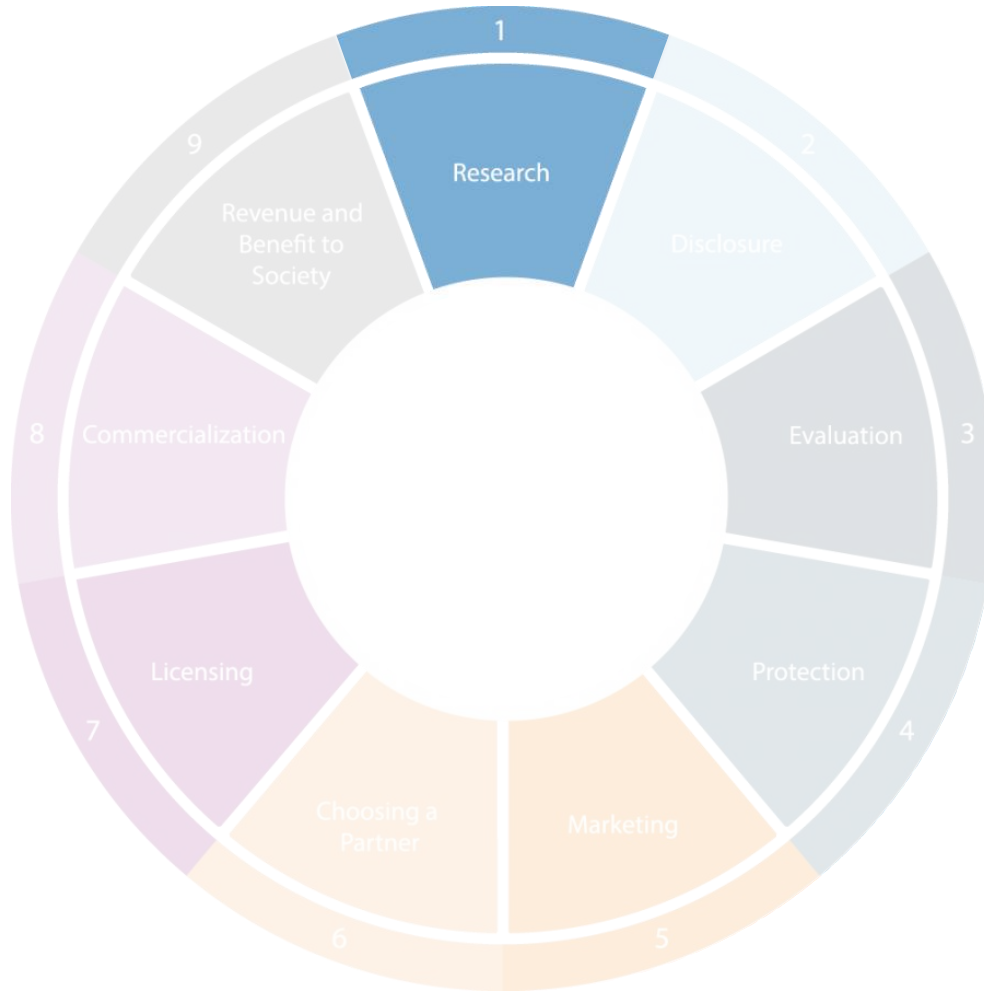 1
Research
2
Disclosure
3
Evaluation
4
Protection
5
Marketing
6
Choosing a
Partner
7
Licensing
8
Commercialization
9
Revenue and
Benefit to
Society